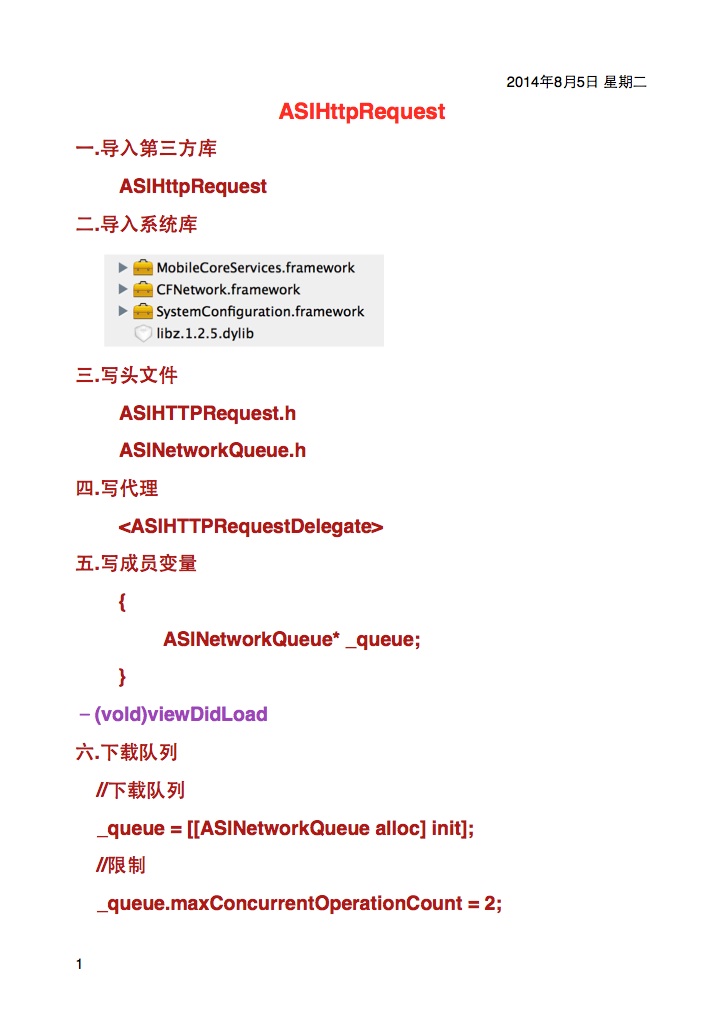 2014年8月5日 星期二
ASIHttpRequest
一.导入第三方库
ASIHttpRequest
二.导入系统库
MobileCoreServices.framework
CFNetwork.framework
SystemConfiguration.framework
libz.1.2.5.dylib
三.写头文件
ASIHTTPRequest.h
ASINetworkQueue.h
四.写代理
<ASIHTTPRequestDelegate>
五.写成员变量
{
ASINetworkQueue* _queue;
}
－(vold)viewDidLoad
六.下载队列
//下载队列
_queue = [[ASINetworkQueue alloc] init];
//限制
_queue.maxConcurrentOperationCount = 2;
1